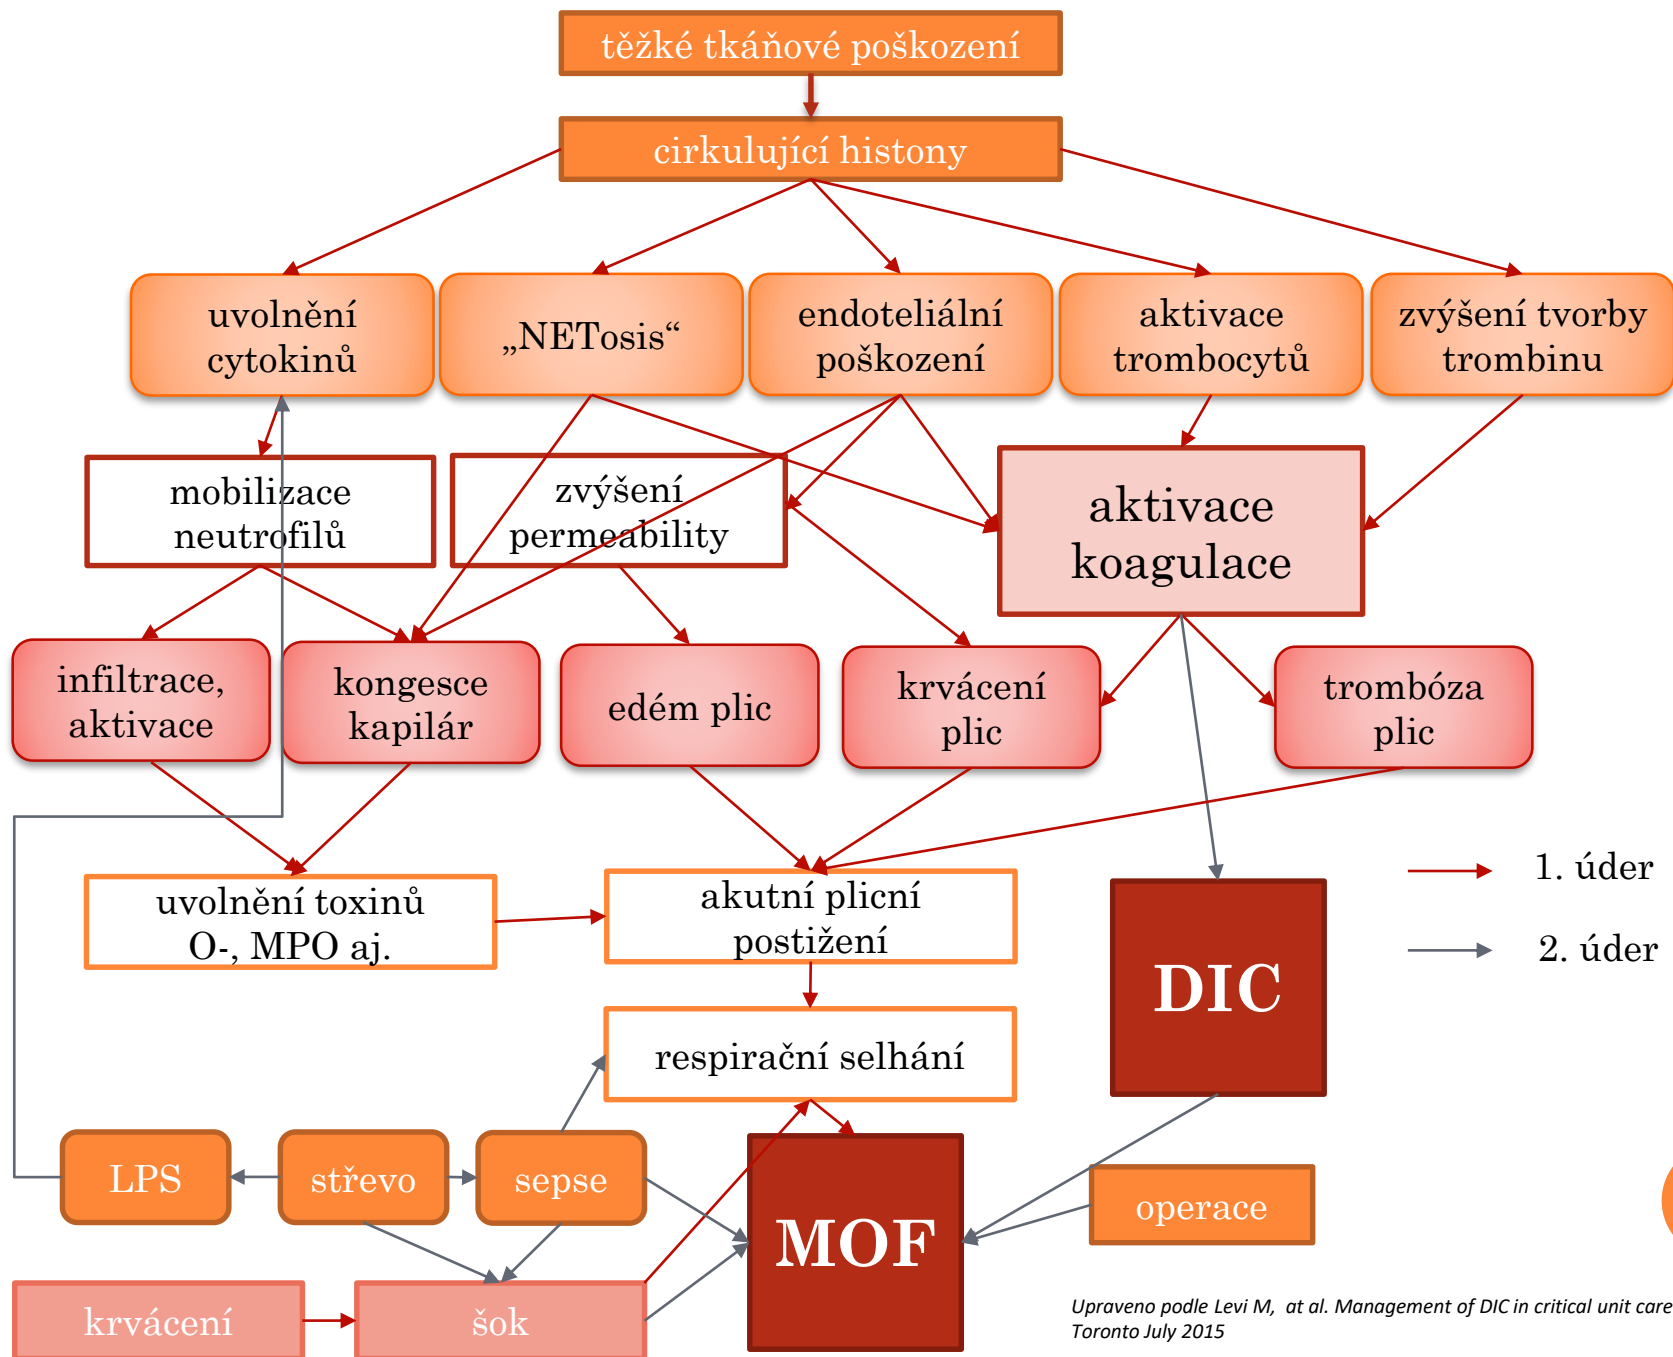 těžké tkáňové poškození
cirkulující histony
uvolnění
cytokinů
„NETosis“
endoteliální
poškození
aktivace
trombocytů
zvýšení tvorby
trombinu
mobilizace
neutrofilů
zvýšení
permeability
aktivace
koagulace
infiltrace,
aktivace
kongesce
kapilár
edém plic
krvácení
plic
trombóza
plic
1. úder
2. úder
uvolnění toxinů
O-, MPO aj.
akutní plicní
postižení
DIC
respirační selhání
LPS
střevo
sepse
MOF
operace
krvácení
šok
Upraveno podle Levi M, at al. Management of DIC in critical unit care
Toronto July 2015